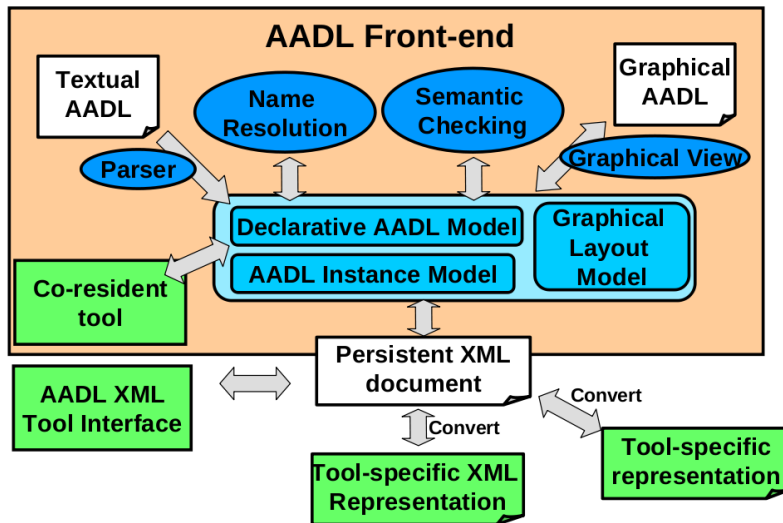 AADL Front-end
Textual
AADL
Name
Resolution
Semantic
Checking
Graphical
AADL
Parser
Graphical View
Declarative AADL Model
AADL Instance Model
Graphical
Layout
Model
Co-resident
tool
Persistent XML
document
AADL XML
Tool Interface
Convert
Convert
Tool-specific XML
Representation
Tool-specific
representation